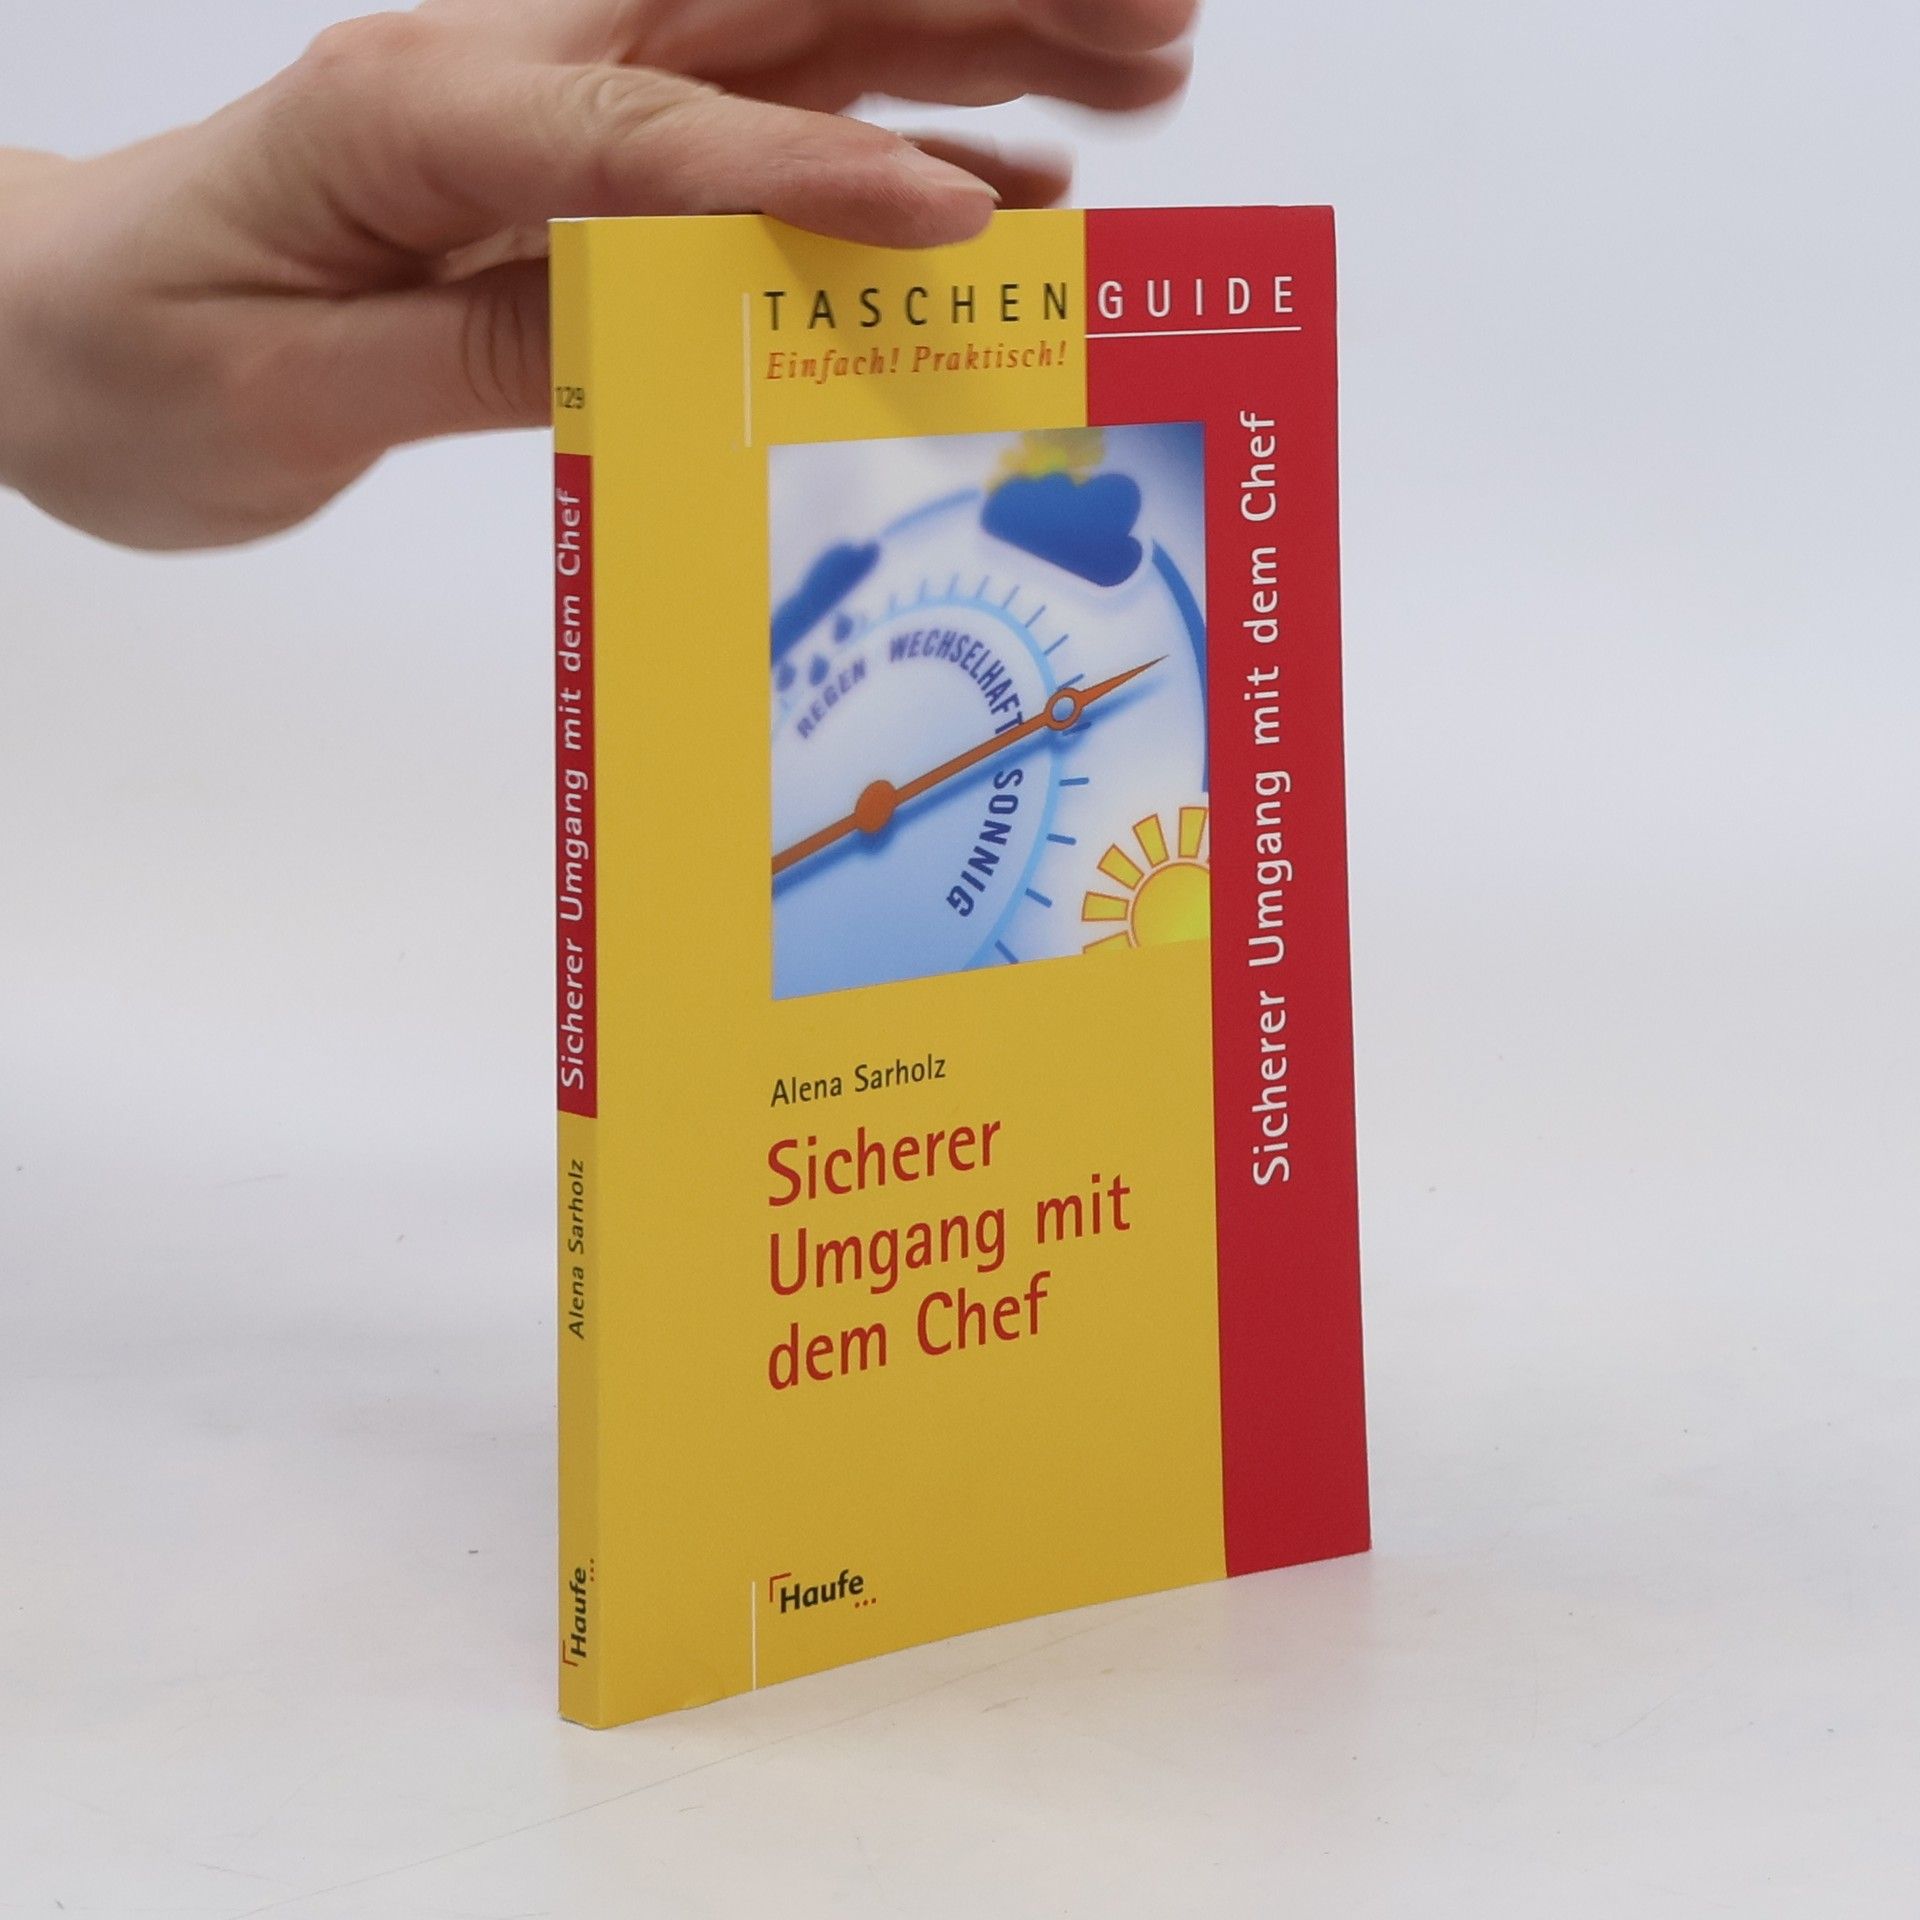 129
Sicherer Umgang mit dem Chef
Alena Sarholz
Haufe...
TASCHENGUIDE
Einfach! Praktisch!
REGEN WECHSELHAFT SONNIG
Alena Sarholz
Sicherer
Umgang mit
dem Chef
Haufe...
Sicherer Umgang mit dem Chef